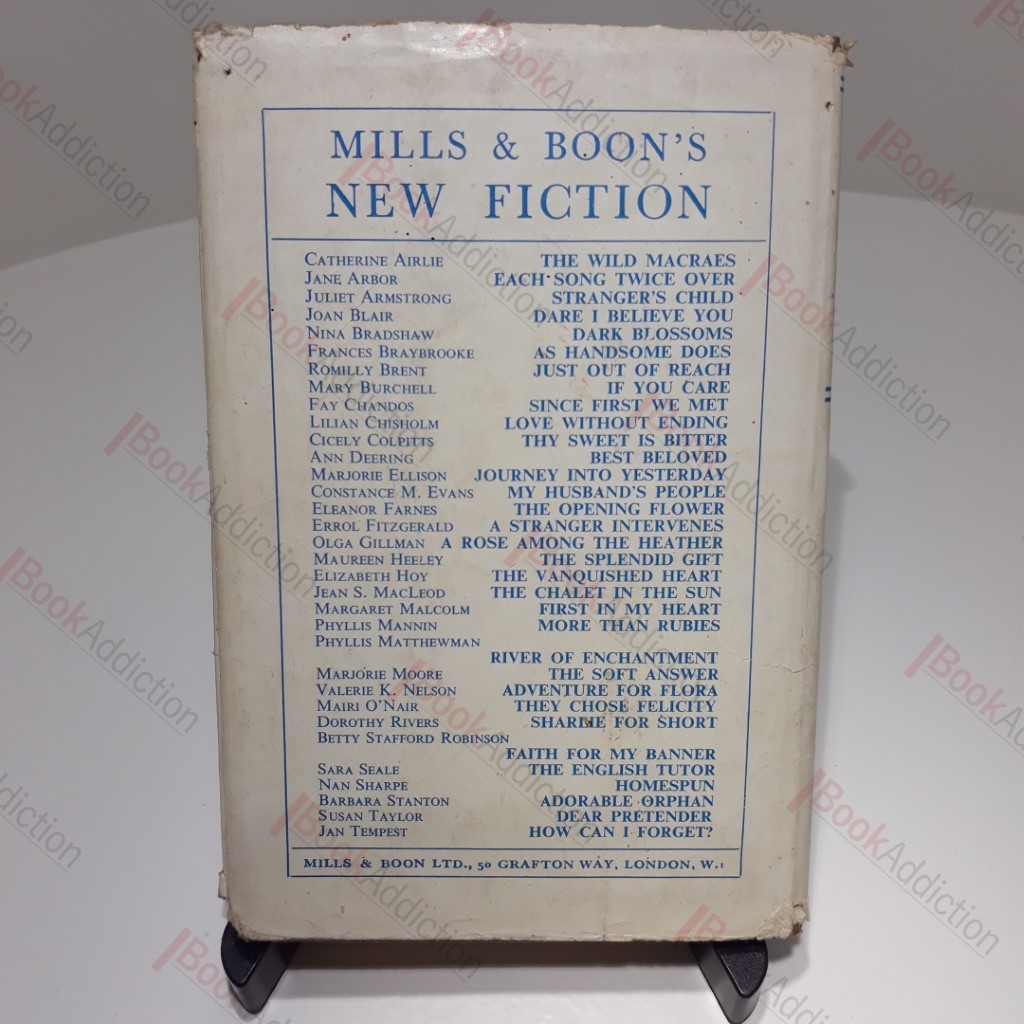 MILLS & BOON'S
NEW FICTION
CATHERINE AIRLIE THE WILD MACRAES
JANE ARBOR EACH SONG TWICE OVER
JULIET ARMSTRONG STRANGER'S CHILD
JOAN BLAIR DARE I BELIEVE YOU
NINA BRADSHAW DARK BLOSSOMS
FRANCES BRAYBROOKE AS HANDSOME DOES
ROMILLY BRENT JUST OUT OF REACH
MARY BURCHELL IF YOU CARE
FAY CHANDOS SINCE FIRST WE MET
LILIAN CHISHOLM LOVE WITHOUT ENDING
CICELY COLPITTS THY SWEET IS BITTER
ANN DEERING BEST BELOVED
MARJORIE ELLISON JOURNEY INTO YESTERDAY
CONSTANCE M. EVANS MY HUSBAND'S PEOPLE
ELEANOR FARNES THE OPENING FLOWER
ERROL FITZGERALD A STRANGER INTERVENES
OLGA GILLMAN A ROSE AMONG THE HEATHER
MAUREEN HEELEY THE SPLENDID GIFT
ELIZABETH HOY THE VANQUISHED HEART
JEAN S. MACLEOD THE CHALET IN THE SUN
MARGARET MALCOLM FIRST IN MY HEART
PHYLLIS MANNIN MORE THAN RUBIES
PHYLLIS MATTHEWMAN
RIVER OF ENCHANTMENT
MARJORIE MOORE THE SOFT ANSWER
VALERIE K. NELSON ADVENTURE FOR FLORA
MAIRI O'NAIR THEY CHOSE FELICITY
DOROTHY RIVERS SHARLIE FOR SHORT
BETTY STAFFORD ROBINSON
FAITH FOR MY BANNER
SARA SEALE THE ENGLISH TUTOR
NAN SHARPE HOMESPUN
BARBARA STANTON ADORABLE ORPHAN
SUSAN TAYLOR DEAR PRETENDER
JAN TEMPEST HOW CAN I FORGET?
MILLS & BOON LTD., 50 GRAFTON WAY, LONDON, W.1
BookAddiction